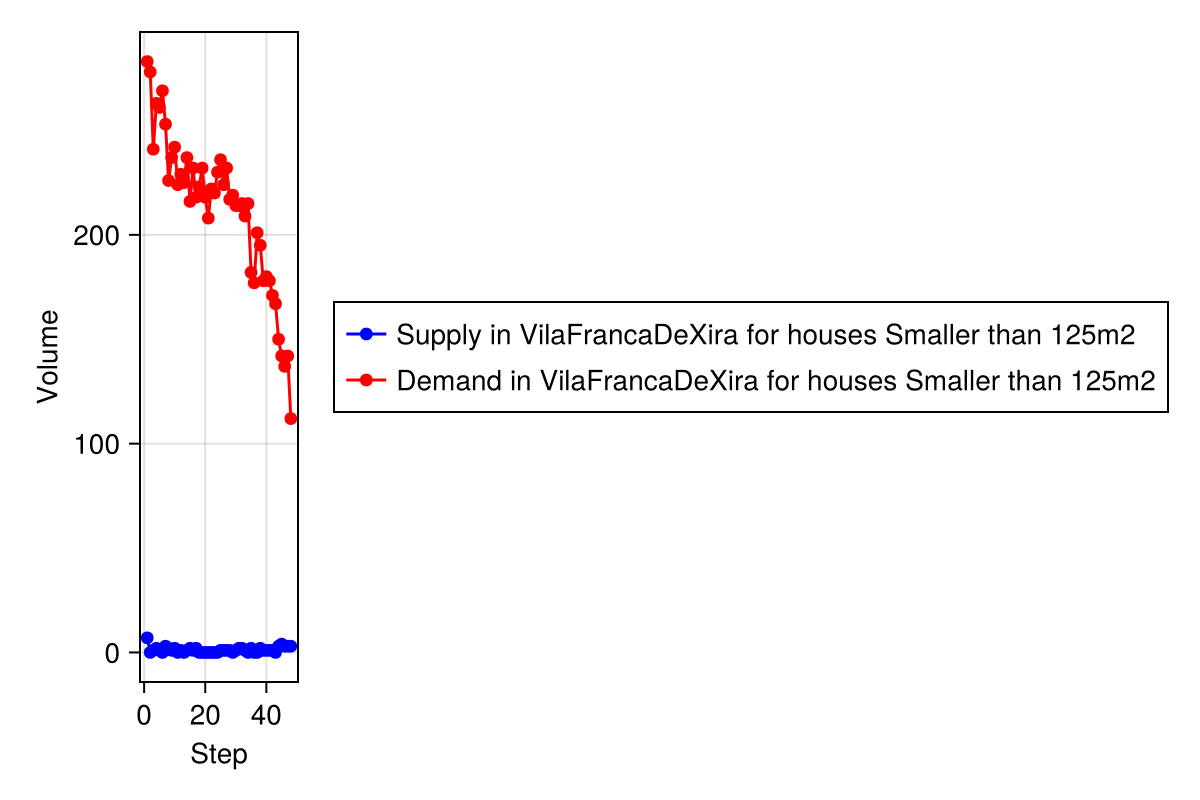 Volume
200
100
0
0 20 40
Step
Supply in VilaFrancaDeXira for houses Smaller than 125m2
Demand in VilaFrancaDeXira for houses Smaller than 125m2